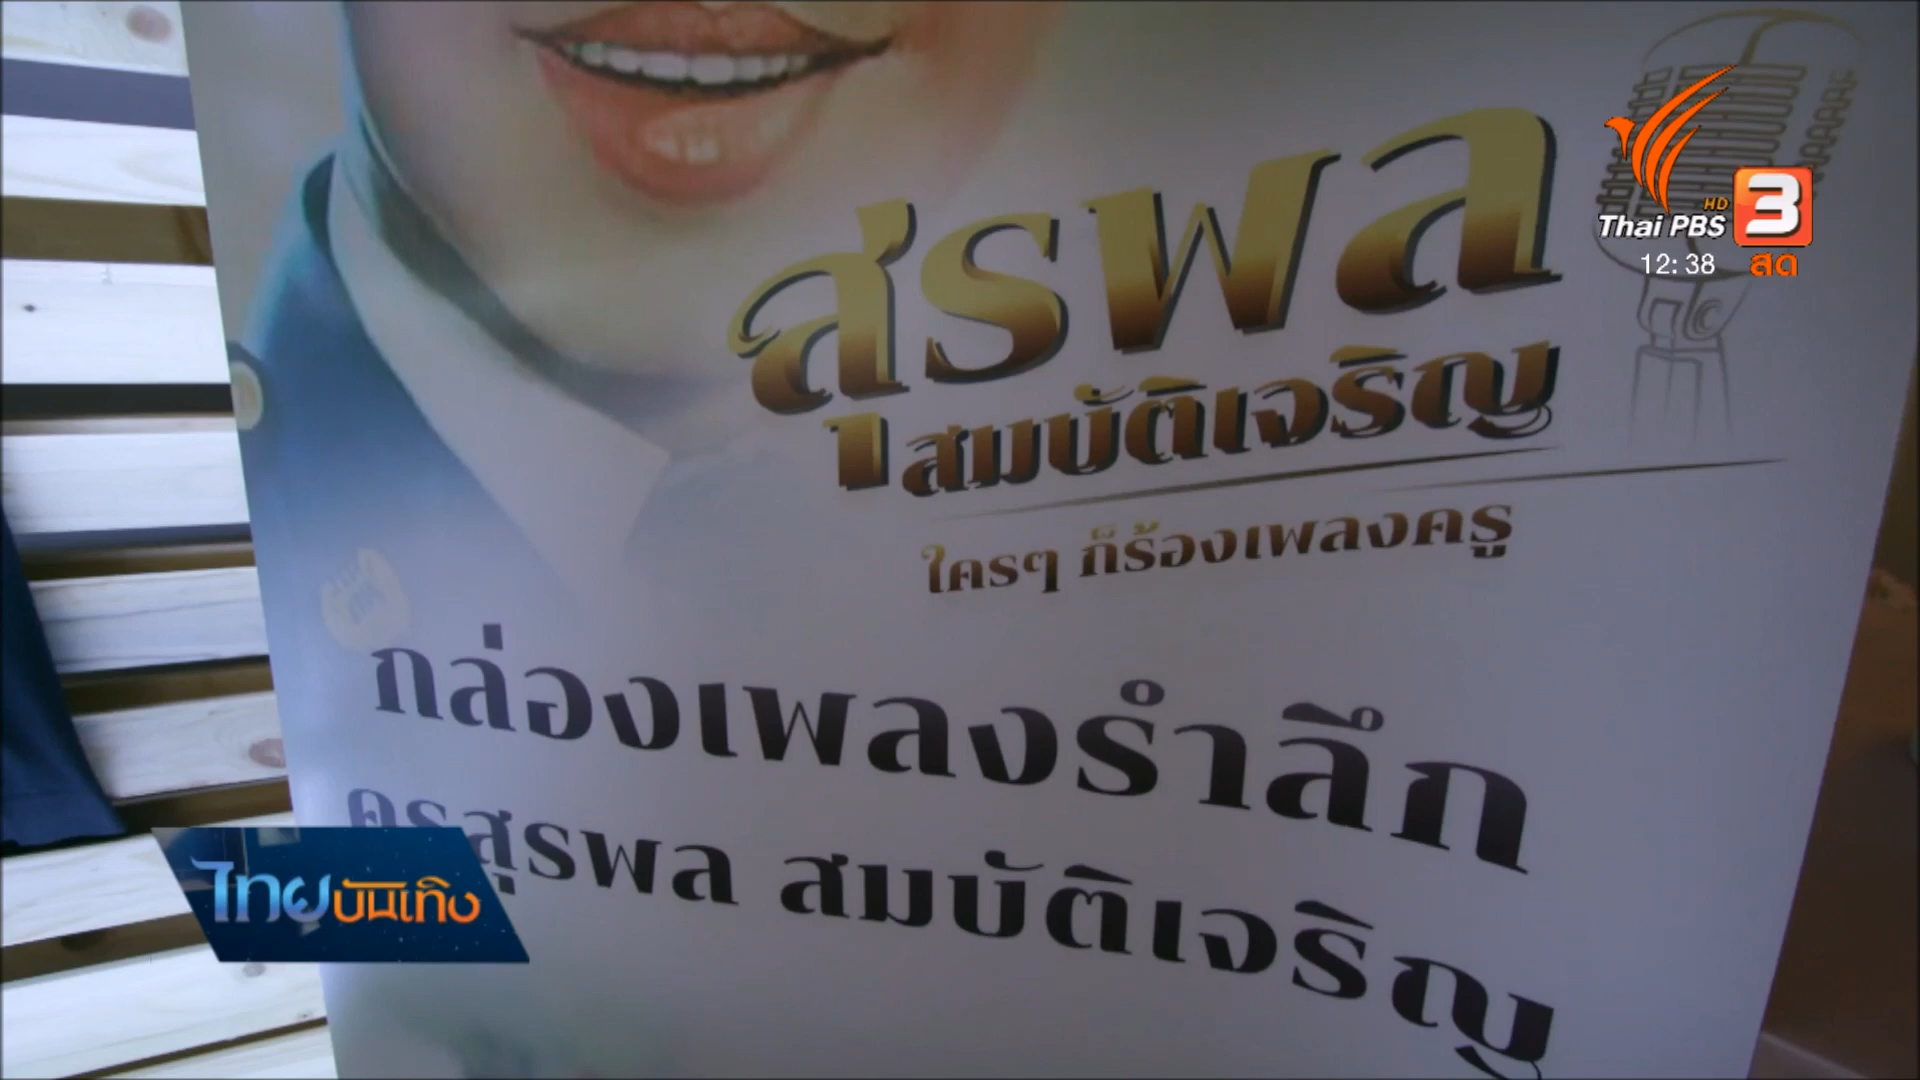 สุรพล
สมบัติเจริญ
ใครๆ ก็ร้องเพลงครู
กล่องเพลงรำลึก
ครูสุรพล สมบัติเจริญ
HD
Thai PBS 3
12:38 สด
ไทยบันเทิง